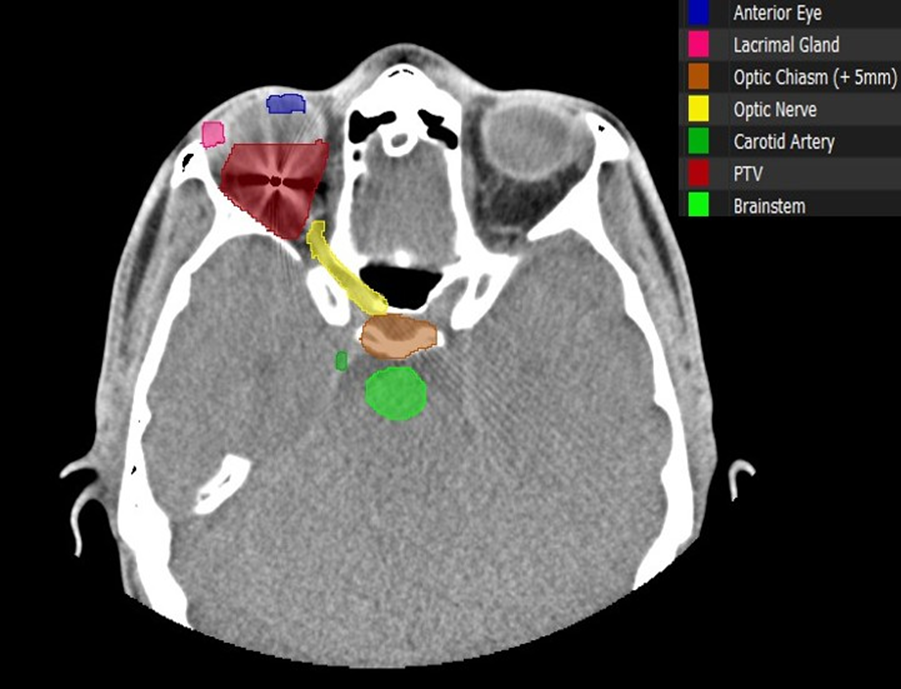 Anterior Eye
Lacrimal Gland
Optic Chiasm (+ 5mm)
Optic Nerve
Carotid Artery
PTV
Brainstem